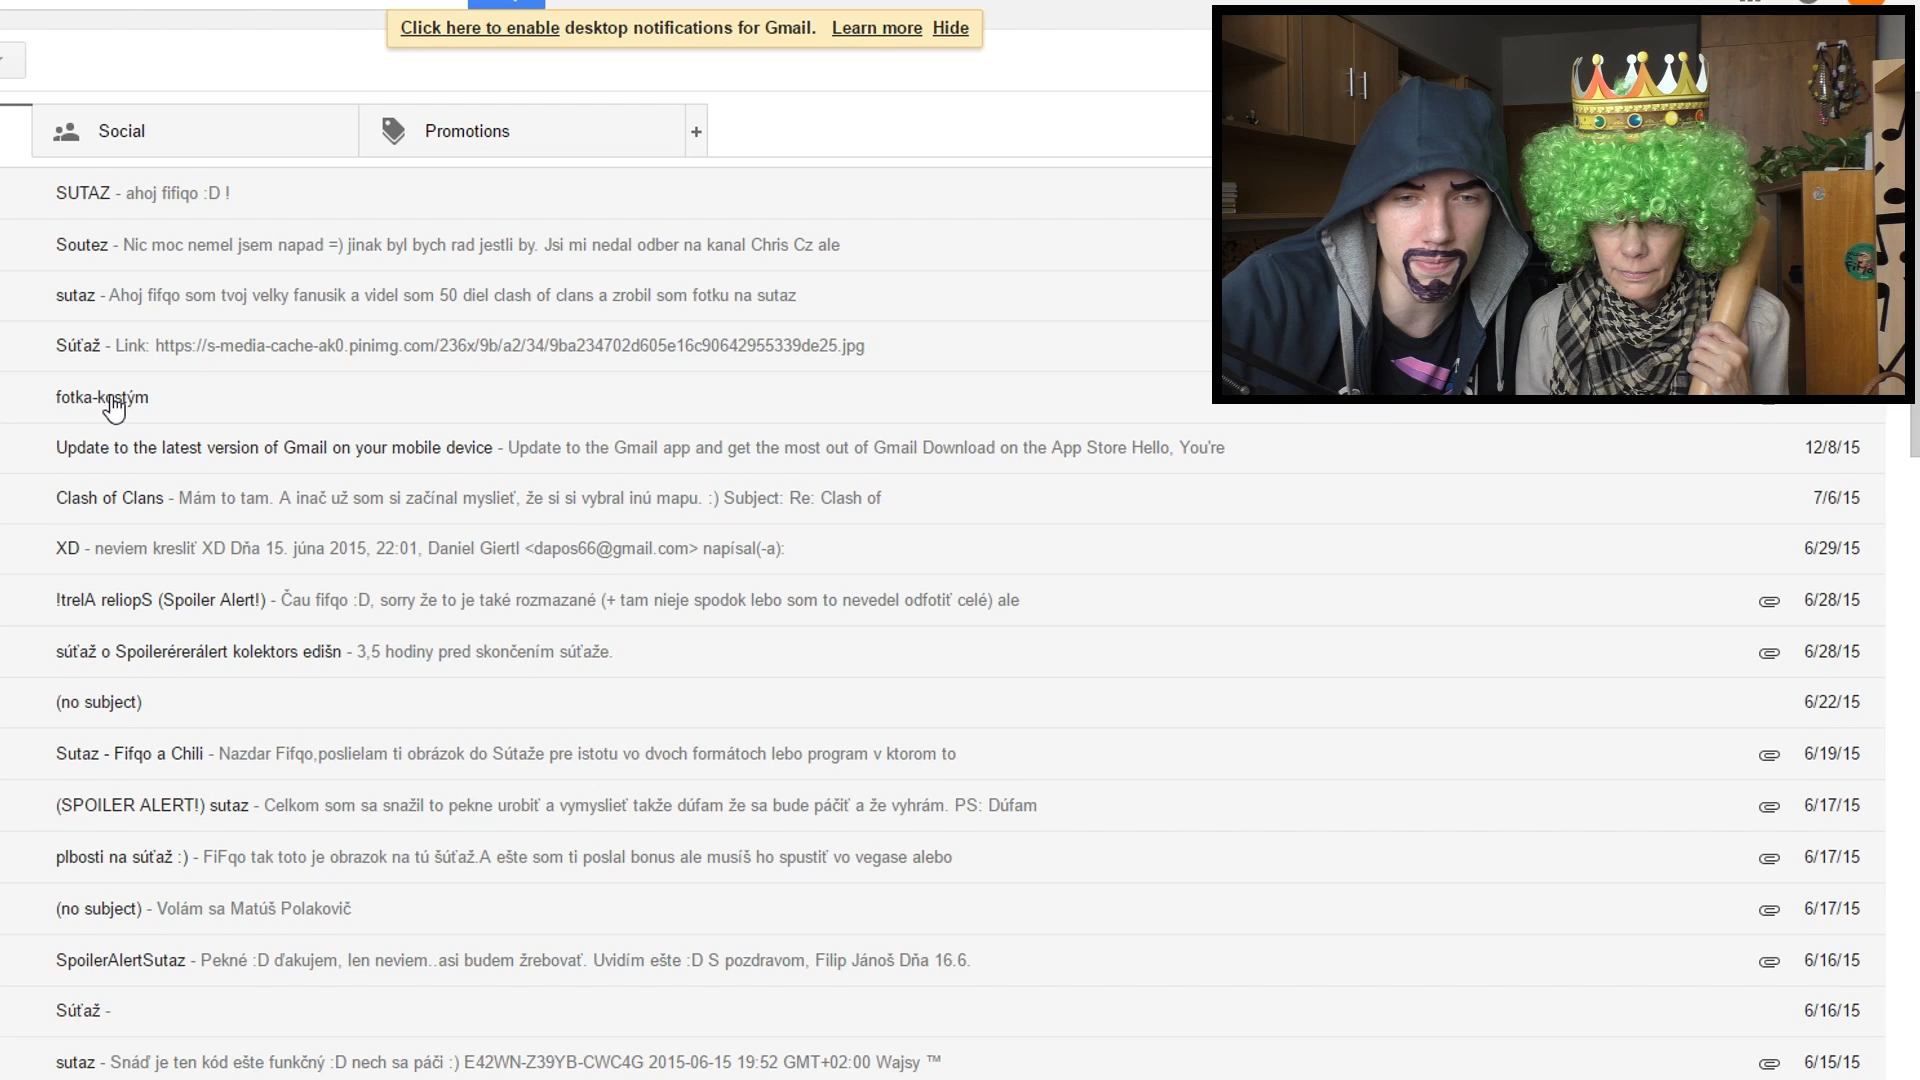 Click here to enable desktop notifications for Gmail. Learn more Hide
Social
Promotions
+
SUTAZ - ahoj fifiqo :D !
Soutez - Nic moc nemel jsem napad =) jinak byl bych rad jestli by. Jsi mi nedal odber na kanal Chris Cz ale
sutaz - Ahoj fifqo som tvoj velky fanusik a videl som 50 diel clash of clans a zrobil som fotku na sutaz
Súťaž - Link: https://s-media-cache-ak0.pinimg.com/236x/9b/a2/34/9ba234702d605e16c90642955339de25.jpg
fotka-kostým
Update to the latest version of Gmail on your mobile device - Update to the Gmail app and get the most out of Gmail Download on the App Store Hello, You're 12/8/15
Clash of Clans - Mám to tam. A inač už som si začínal myslieť, že si si vybral inú mapu. :) Subject: Re: Clash of 7/6/15
XD - neviem kresliť XD Dňa 15. júna 2015, 22:01, Daniel Giertl <dapos66@gmail.com> napísal(-a): 6/29/15
!trelA reliopS (Spoiler Alert!) - Čau fifqo :D, sorry že to je také rozmazané (+ tam nieje spodok lebo som to nevedel odfotiť celé) ale 6/28/15
súťaž o Spoilerérerálert kolektors edišn - 3,5 hodiny pred skončením súťaže. 6/28/15
(no subject) 6/22/15
Sutaz - Fifqo a Chili - Nazdar Fifqo,poslielam ti obrázok do Sútaže pre istotu vo dvoch formátoch lebo program v ktorom to 6/19/15
(SPOILER ALERT!) sutaz - Celkom som sa snažil to pekne urobiť a vymyslieť takže dúfam že sa bude páčiť a že vyhrám. PS: Dúfam 6/17/15
plbosti na súťaž :) - FiFqo tak toto je obrazok na tú šúťaž.A ešte som ti poslal bonus ale musíš ho spustiť vo vegase alebo 6/17/15
(no subject) - Volám sa Matúš Polakovič 6/17/15
SpoilerAlertSutaz - Pekné :D ďakujem, len neviem..asi budem žrebovať. Uvidím ešte :D S pozdravom, Filip Jánoš Dňa 16.6. 6/16/15
Súťaž - 6/16/15
sutaz - Snáď je ten kód ešte funkčný :D nech sa páči :) E42WN-Z39YB-CWC4G 2015-06-15 19:52 GMT+02:00 Wajsy ™ 6/15/15